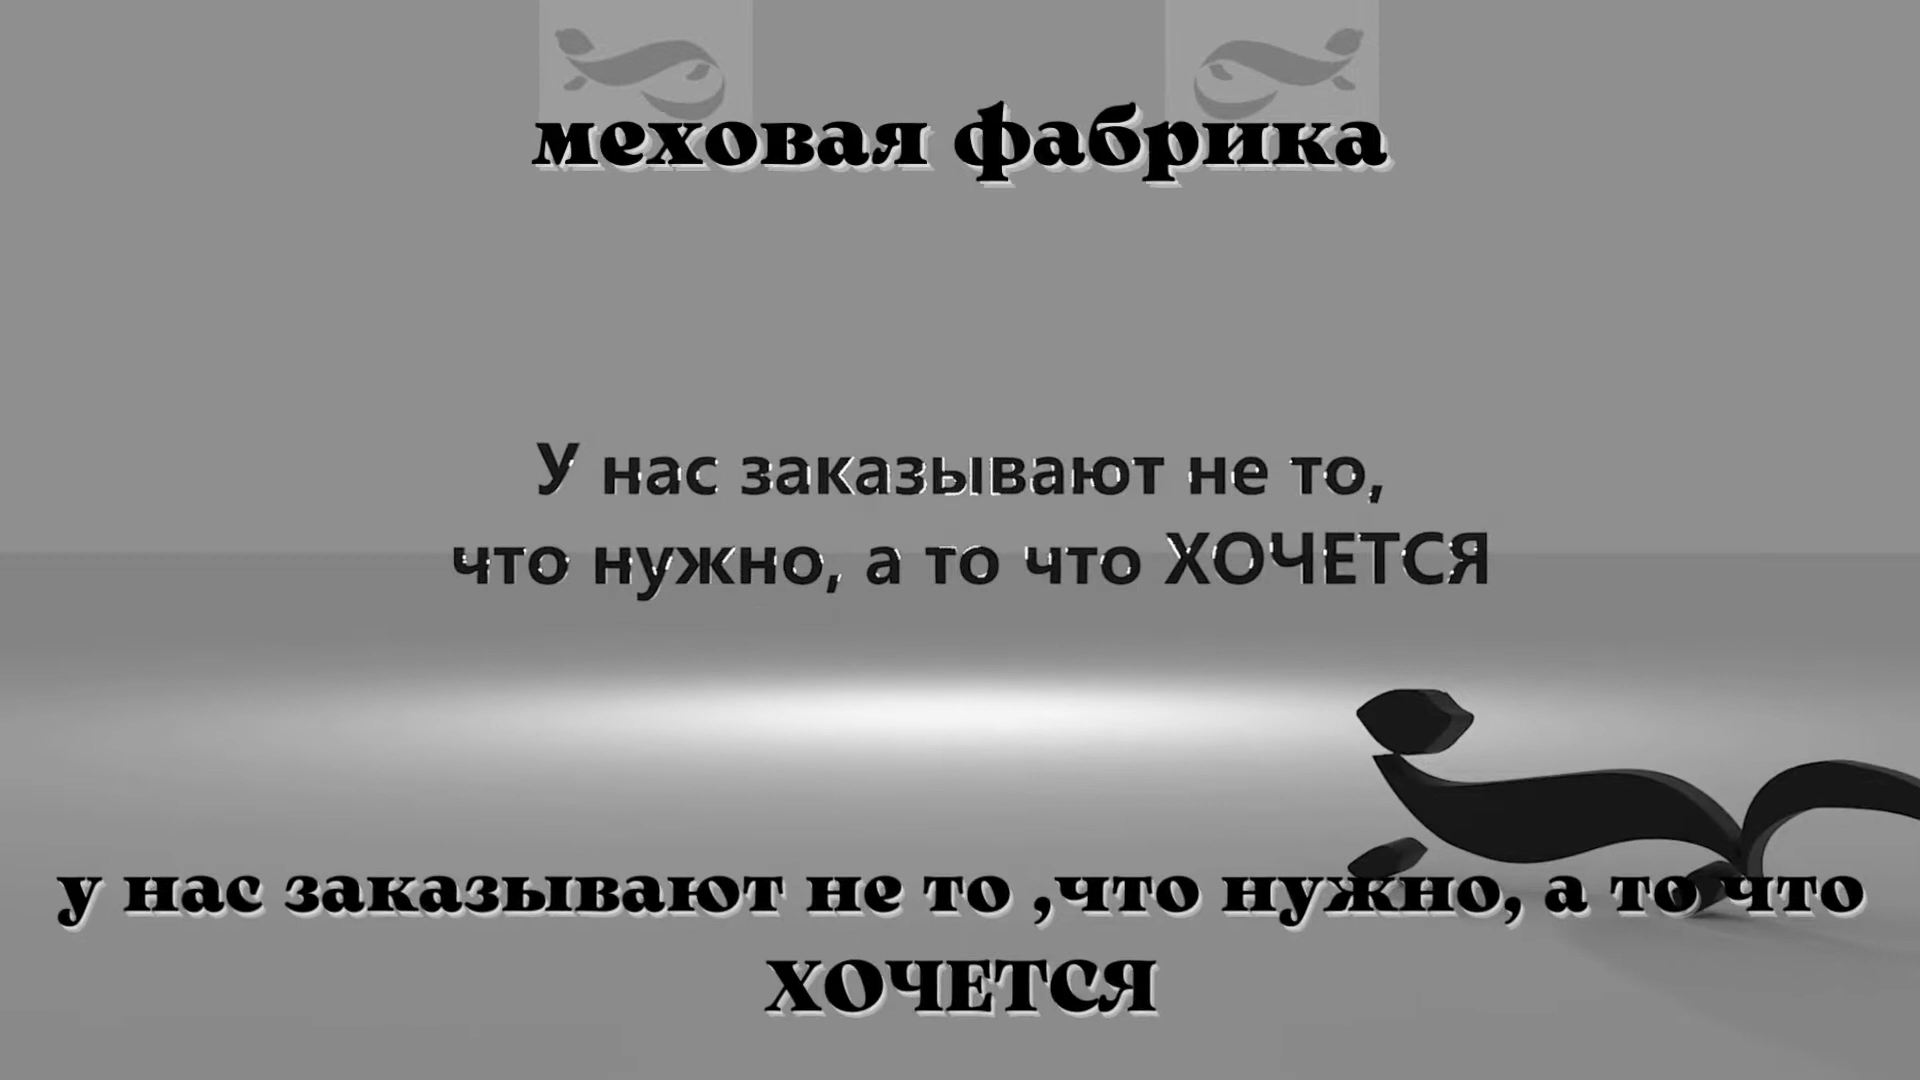 меховая фабрика
У нас заказывают не то,
что нужно, а то что ХОЧЕТСЯ
у нас заказывают не то ,что нужно, а то что
ХОЧЕТСЯ